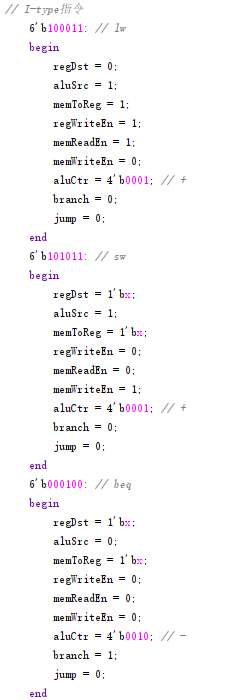 // I-type指令
6'b100011: // lw
begin
regDst = 0;
aluSrc = 1;
memToReg = 1;
regWriteEn = 1;
memReadEn = 1;
memWriteEn = 0;
aluCtr = 4'b0001; // +
branch = 0;
jump = 0;
end
6'b101011: // sw
begin
regDst = 1'bx;
aluSrc = 1;
memToReg = 1'bx;
regWriteEn = 0;
memReadEn = 0;
memWriteEn = 1;
aluCtr = 4'b0001; // +
branch = 0;
jump = 0;
end
6'b000100: // beq
begin
regDst = 1'bx;
aluSrc = 0;
memToReg = 1'bx;
regWriteEn = 0;
memReadEn = 0;
memWriteEn = 0;
aluCtr = 4'b0010; // -
branch = 1;
jump = 0;
end